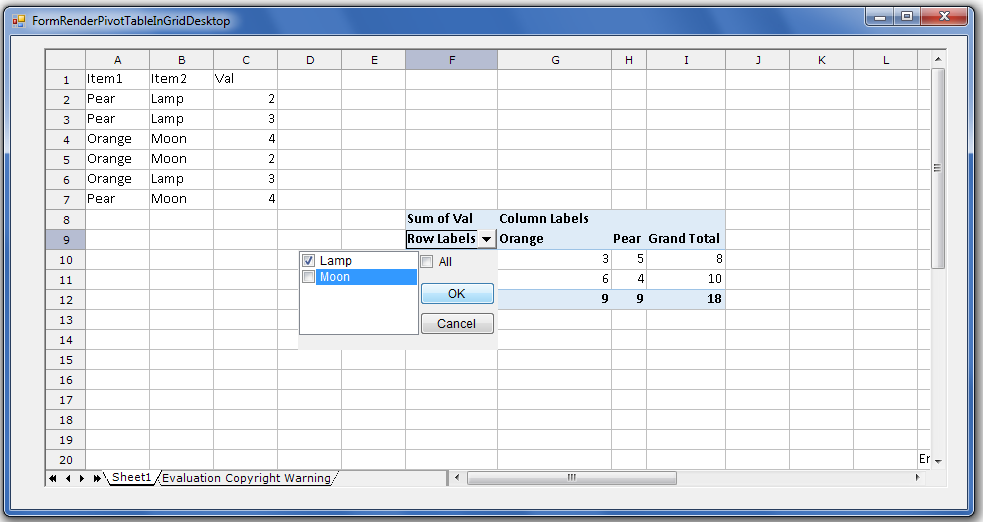 FormRenderPivotTableInGridDesktop
A B C D E F G H I J K L
1 Item1 Item2 Val
2 Pear Lamp 2
3 Pear Lamp 3
4 Orange Moon 4
5 Orange Moon 2
6 Orange Lamp 3
7 Pear Moon 4
8 Sum of Val Column Labels
9 Row Labels Orange Pear Grand Total
10 Lamp All 3 5 8
11 Moon 6 4 10
12 OK 9 9 18
13 Cancel
14
15
16
17
18
19
20 Er
Sheet1 Evaluation Copyright Warning